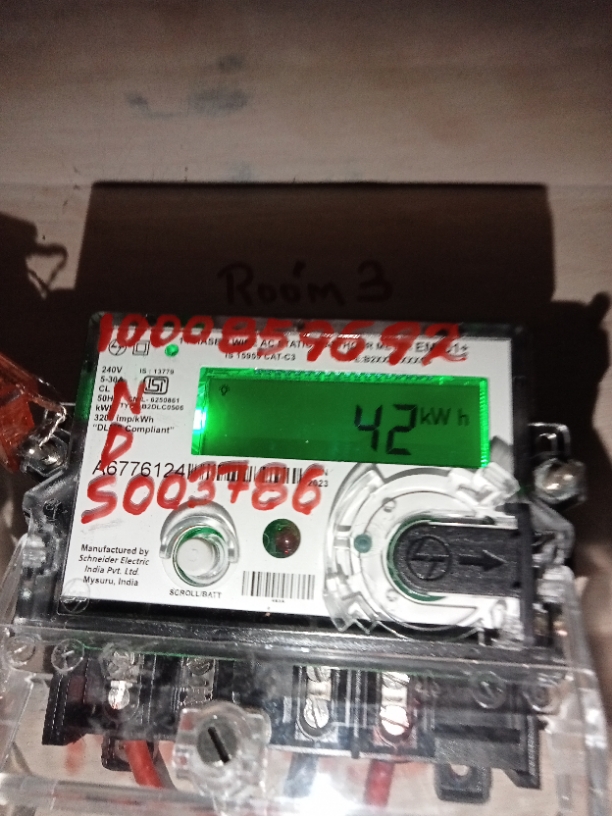 Room 3
1000859692
IS 15959 CAT-C3
240V
IS : 13779
5-30A
50Hz
3200 imp/kWh
"DLMS Compliant"
N
D
42 kW h
A6776124
2023
S003786
Manufactured by
Schneider Electric
India Pvt. Ltd.
Mysuru, India
SCROLL/BATT